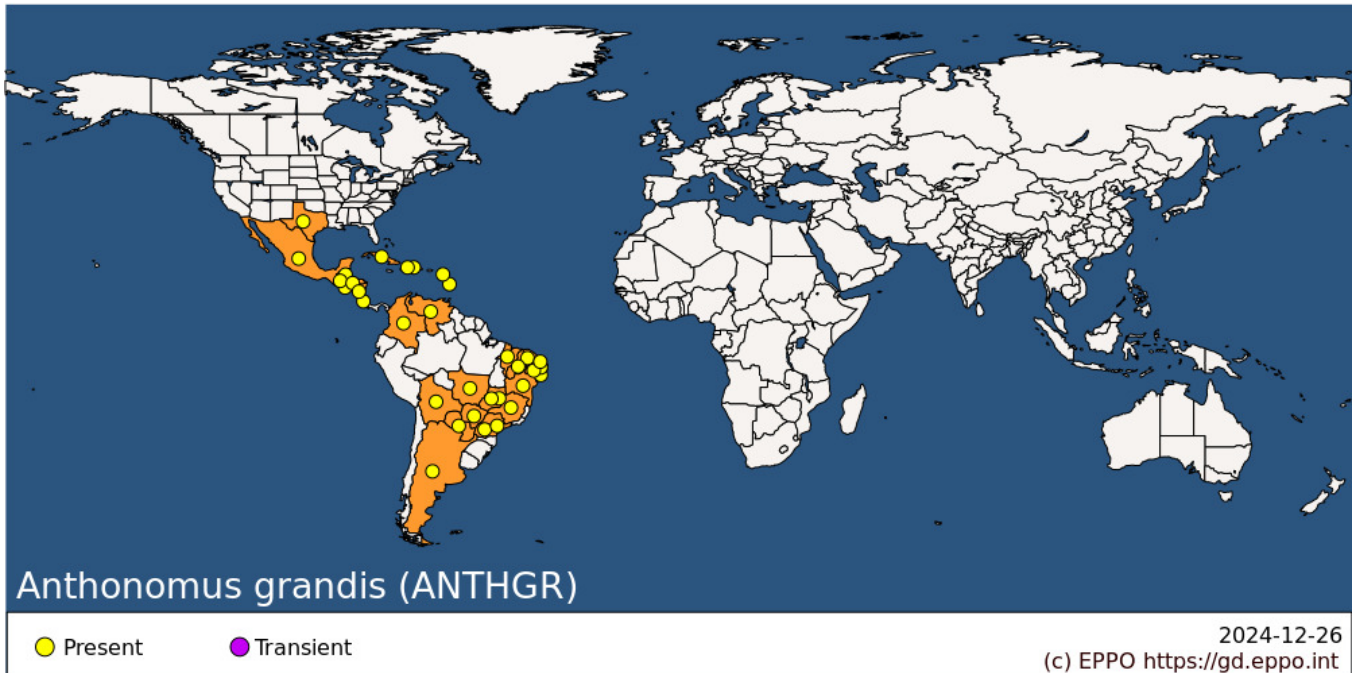 Anthonomus grandis (ANTHGR)
Present
Transient
2024-12-26
(c) EPPO https://gd.eppo.int